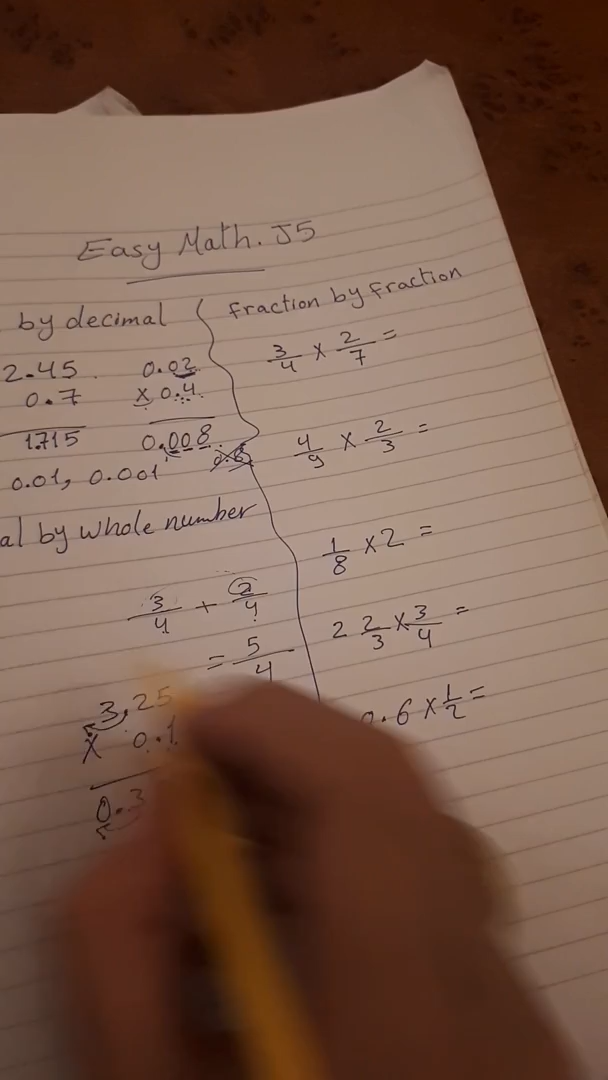 Easy Math. J5
by decimal
2.45
0.7
1.715
0.01, 0.001
0.02
X 0.4
0.008
0.8
al by whole number
3/4 + 2/4
= 5/4
3.25
X 0.1
0.3
fraction by fraction
3/4 X 2/7 =
4/9 X 2/3 =
1/8 X 2 =
2 2/3 X 3/4 =
0.6 X 1/2 =